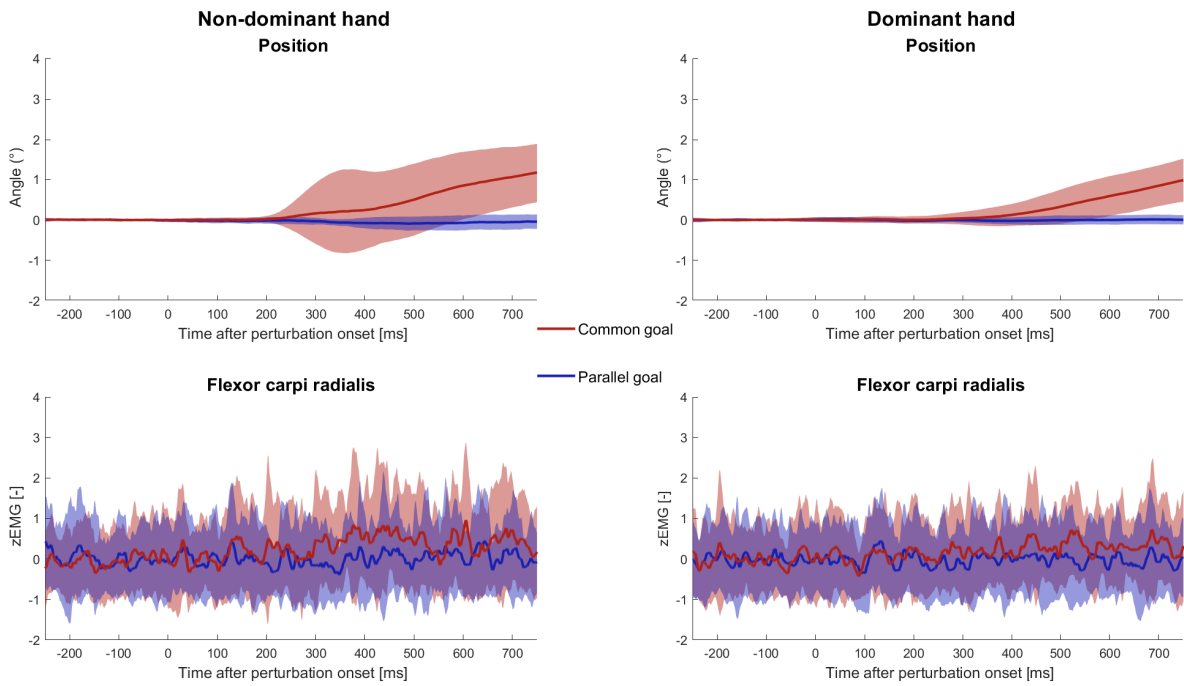 Non-dominant hand
Dominant hand
Position
4
3
2
1
0
-1
-2
Angle (°)
-200 -100 0 100 200 300 400 500 600 700
Time after perturbation onset [ms]
Position
4
3
2
1
0
-1
-2
Angle (°)
-200 -100 0 100 200 300 400 500 600 700
Time after perturbation onset [ms]
Common goal
Parallel goal
Flexor carpi radialis
4
3
2
1
0
-1
-2
zEMG [-]
-200 -100 0 100 200 300 400 500 600 700
Time after perturbation onset [ms]
Flexor carpi radialis
4
3
2
1
0
-1
-2
zEMG [-]
-200 -100 0 100 200 300 400 500 600 700
Time after perturbation onset [ms]